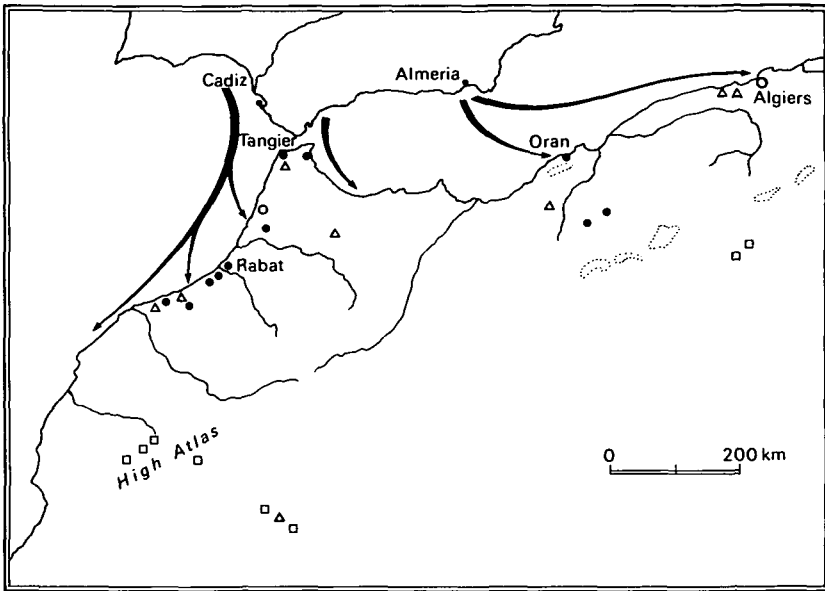 Cadiz
Almeria
Algiers
Tangier
Oran
Rabat
High Atlas
0 200 km